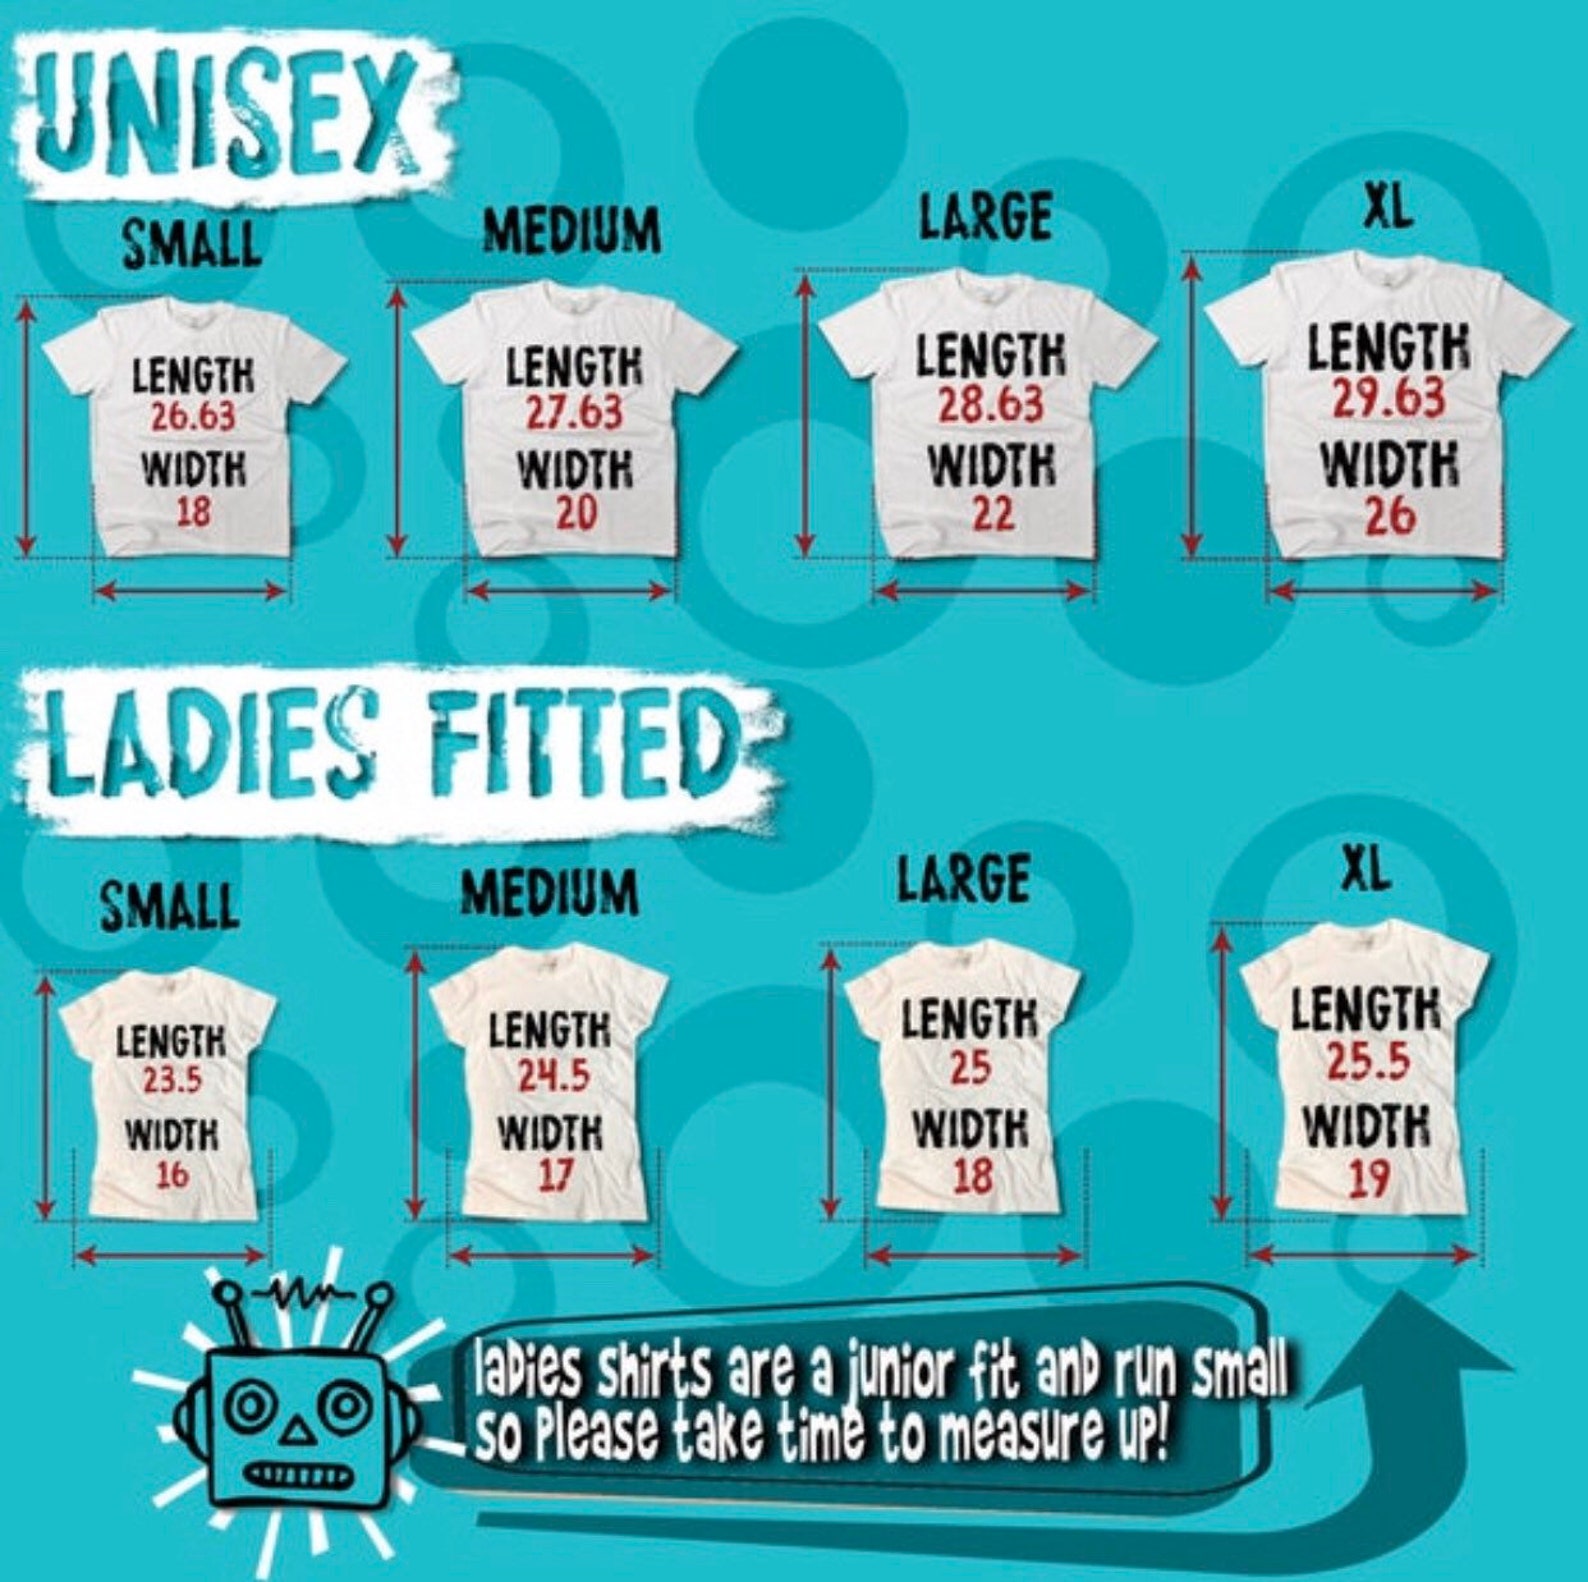 UNISEX
SMALL
MEDIUM
LARGE
XL
LENGTH
26.63
WIDTH
18
LENGTH
27.63
WIDTH
20
LENGTH
28.63
WIDTH
22
LENGTH
29.63
WIDTH
26
LADIES FITTED
SMALL
MEDIUM
LARGE
XL
LENGTH
23.5
WIDTH
16
LENGTH
24.5
WIDTH
17
LENGTH
25
WIDTH
18
LENGTH
25.5
WIDTH
19
ladies shirts are a junior fit and run small
so please take time to measure up!